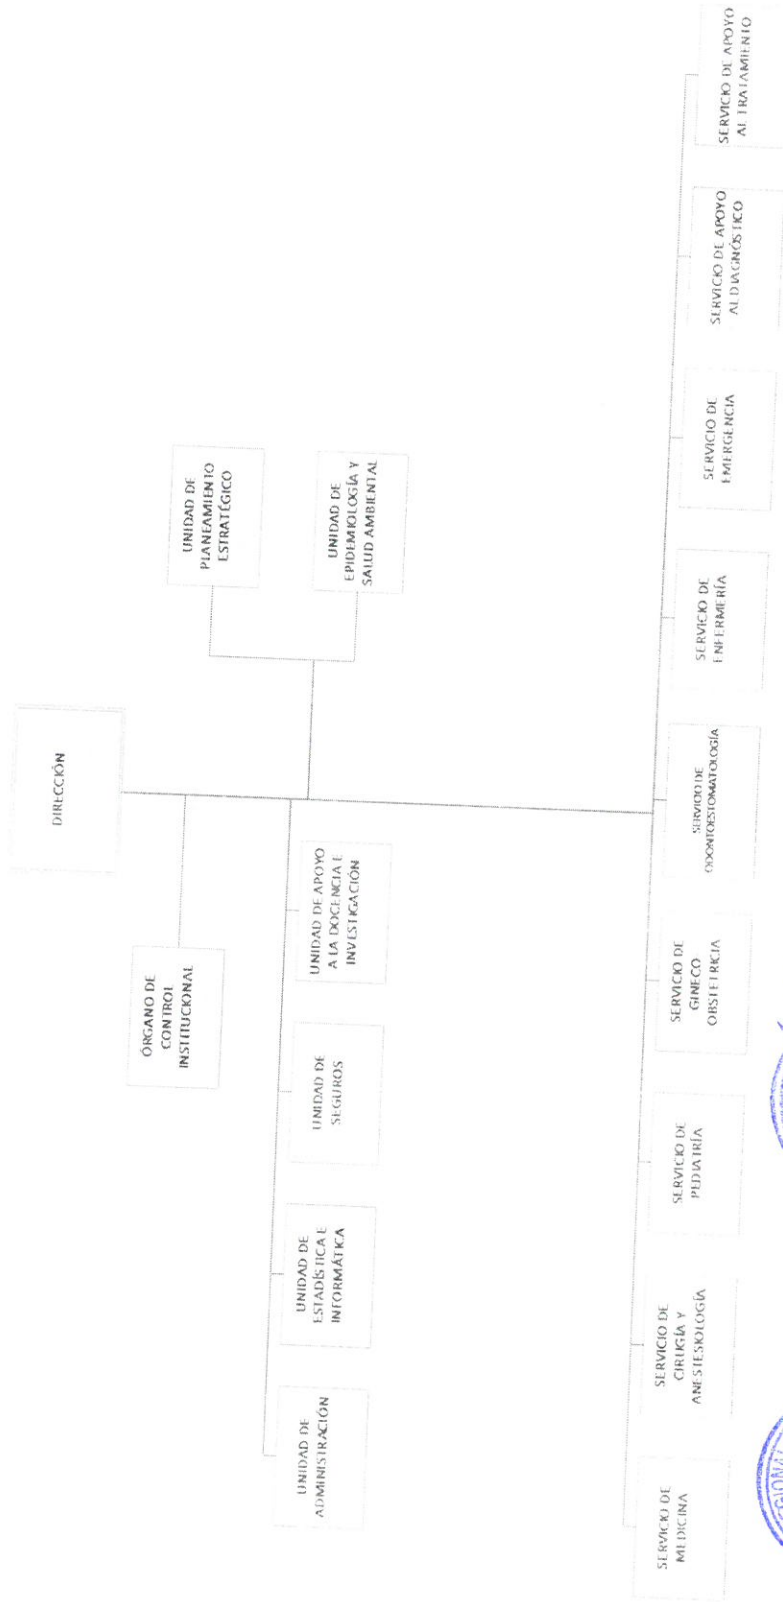 DIRECCIÓN
ÓRGANO DE
CONTROL
INSTITUCIONAL
UNIDAD DE
PLANEAMIENTO
ESTRATÉGICO
UNIDAD DE
EPIDEMIOLOGÍA Y
SALUD AMBIENTAL
UNIDAD DE
ADMINISTRACIÓN
UNIDAD DE
ESTADÍSTICA E
INFORMÁTICA
UNIDAD DE
SEGUROS
UNIDAD DE APOYO
A LA DOCENCIA E
INVESTIGACIÓN
SERVICIO DE
MEDICINA
SERVICIO DE
CIRUGÍA Y
ANESTESIOLOGÍA
SERVICIO DE
PEDIATRÍA
SERVICIO DE
GINECO
OBSTETRICIA
SERVICIO DE
ODONTOESTOMATOLOGÍA
SERVICIO DE
ENFERMERÍA
SERVICIO DE
EMERGENCIA
SERVICIO DE APOYO
AL DIAGNÓSTICO
SERVICIO DE APOYO
AL TRATAMIENTO